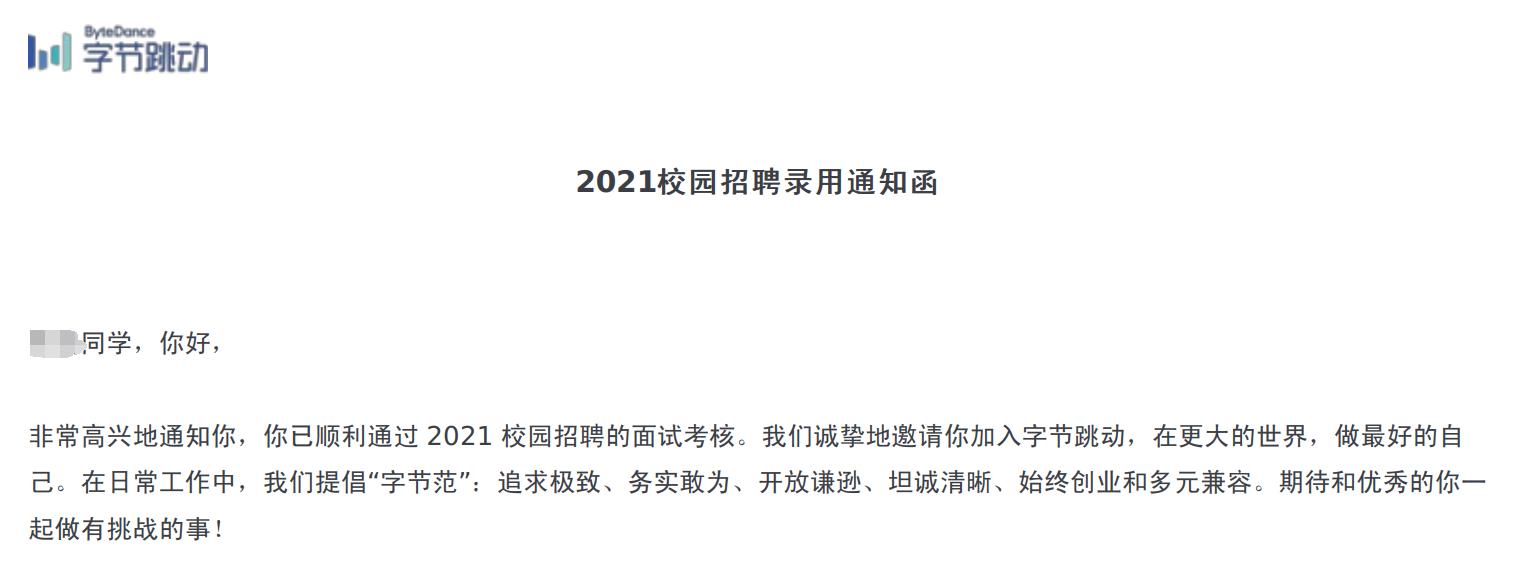 ByteDance
字节跳动
2021校园招聘录用通知函
同学，你好，
非常高兴地通知你，你已顺利通过 2021 校园招聘的面试考核。我们诚挚地邀请你加入字节跳动，在更大的世界，做最好的自
己。在日常工作中，我们提倡“字节范”：追求极致、务实敢为、开放谦逊、坦诚清晰、始终创业和多元兼容。期待和优秀的你一
起做有挑战的事！